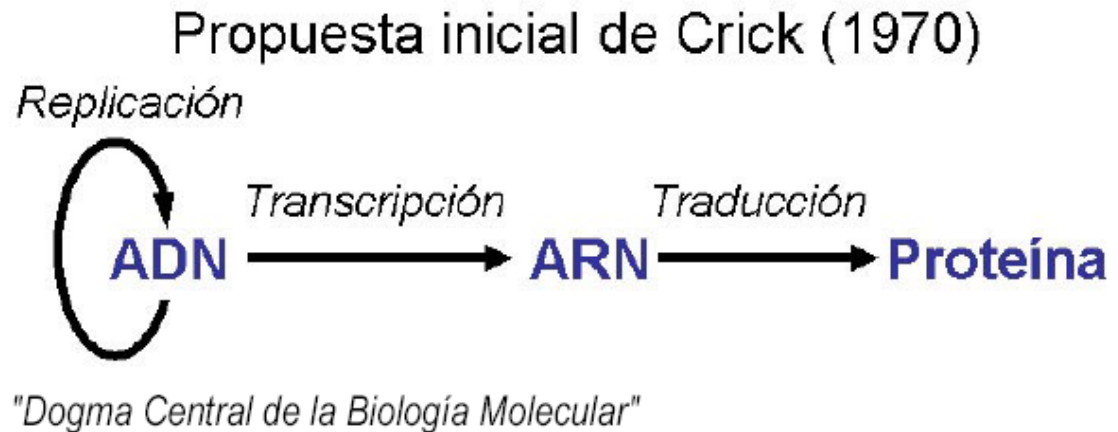 Propuesta inicial de Crick (1970)
Replicación
Transcripción Traducción
ADN ARN Proteína
"Dogma Central de la Biología Molecular"